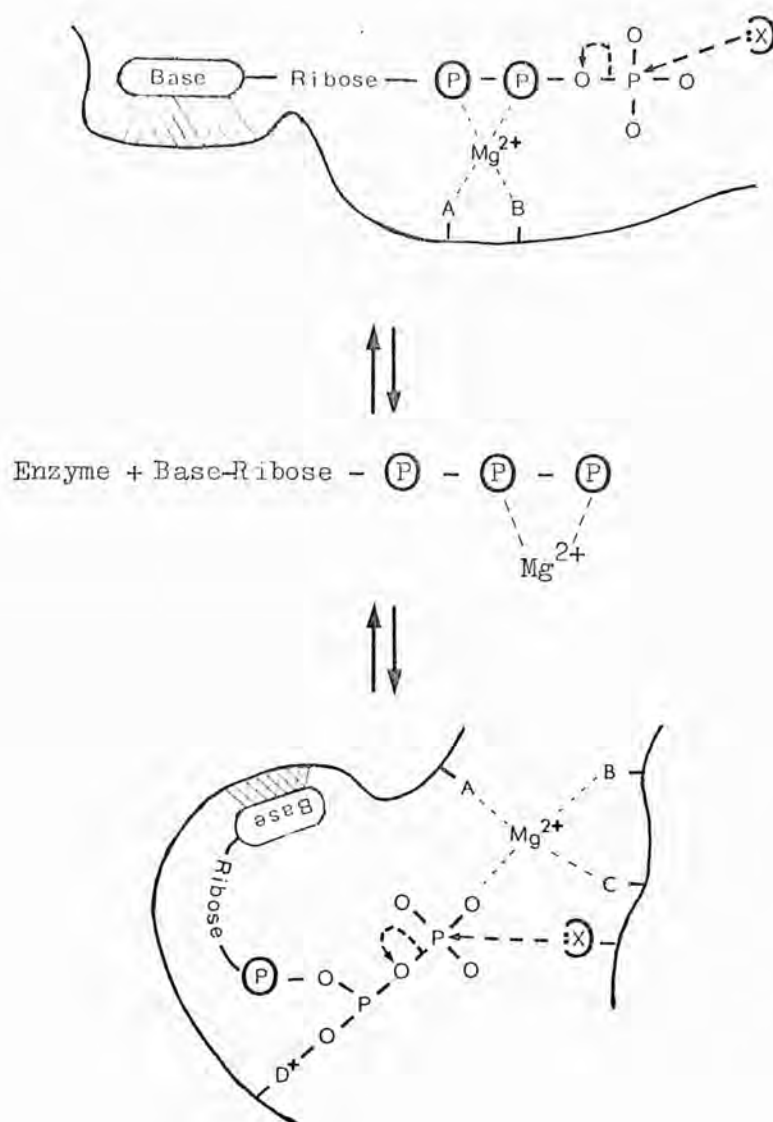 O
:X
Base — Ribose — P — P — O — P — O
O
Mg2+
A B
Enzyme + Base-Ribose - P - P - P
Mg2+
A B
Base
Mg2+
Ribose
C
O O
P :X
O O
P — O
P
O
D+